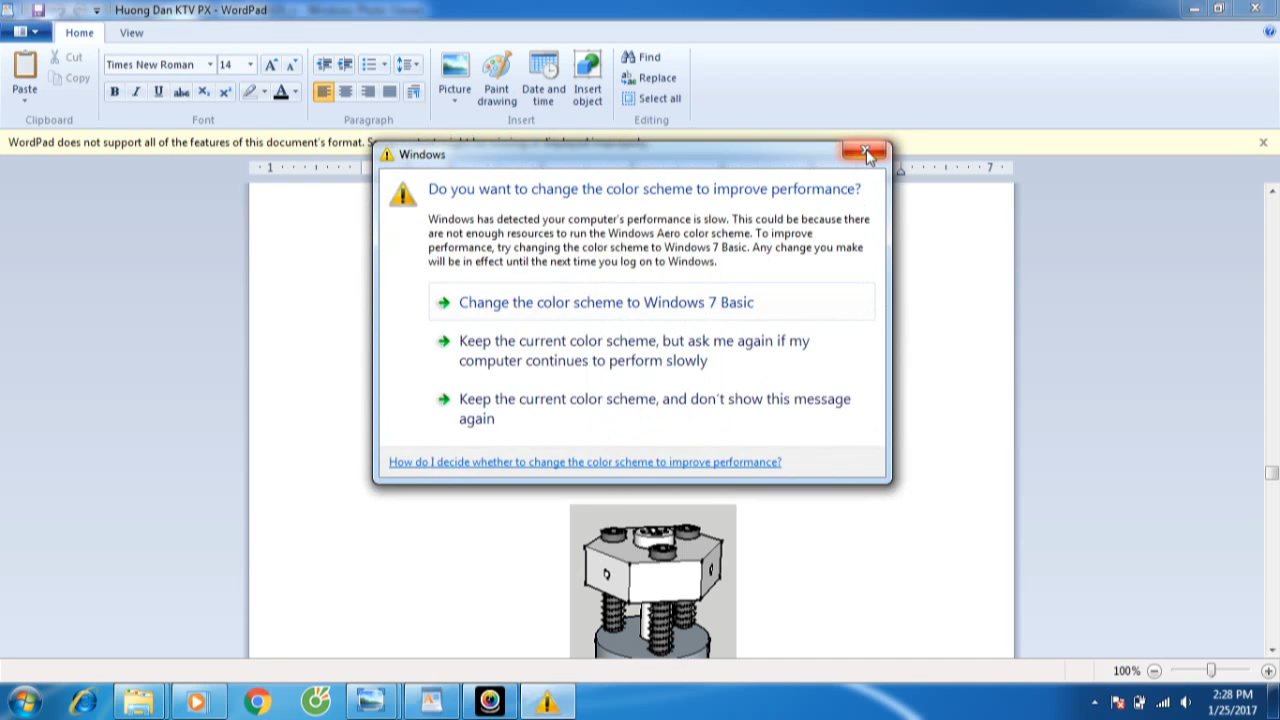 Huong Dan KTV PX - WordPad
Home
View
Paste
Cut
Copy
Clipboard
Times New Roman
14
Font
Paragraph
Picture
Paint drawing
Date and time
Insert object
Insert
Find
Replace
Select all
Editing
WordPad does not support all of the features of this document's format.
1
7
Windows
Do you want to change the color scheme to improve performance?
Windows has detected your computer's performance is slow. This could be because there
are not enough resources to run the Windows Aero color scheme. To improve
performance, try changing the color scheme to Windows 7 Basic. Any change you make
will be in effect until the next time you log on to Windows.
Change the color scheme to Windows 7 Basic
Keep the current color scheme, but ask me again if my
computer continues to perform slowly
Keep the current color scheme, and don't show this message
again
How do I decide whether to change the color scheme to improve performance?
100%
2:28 PM
1/25/2017